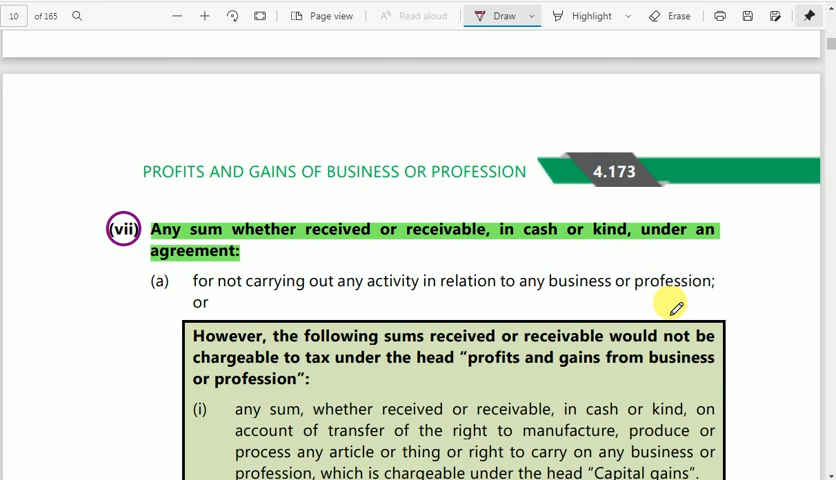 10 of 165 Page view Read aloud Draw Highlight Erase
PROFITS AND GAINS OF BUSINESS OR PROFESSION 4.173
(vii) Any sum whether received or receivable, in cash or kind, under an
agreement:
(a) for not carrying out any activity in relation to any business or profession;
or
However, the following sums received or receivable would not be
chargeable to tax under the head “profits and gains from business
or profession”:
(i) any sum, whether received or receivable, in cash or kind, on
account of transfer of the right to manufacture, produce or
process any article or thing or right to carry on any business or
profession, which is chargeable under the head “Capital gains”.